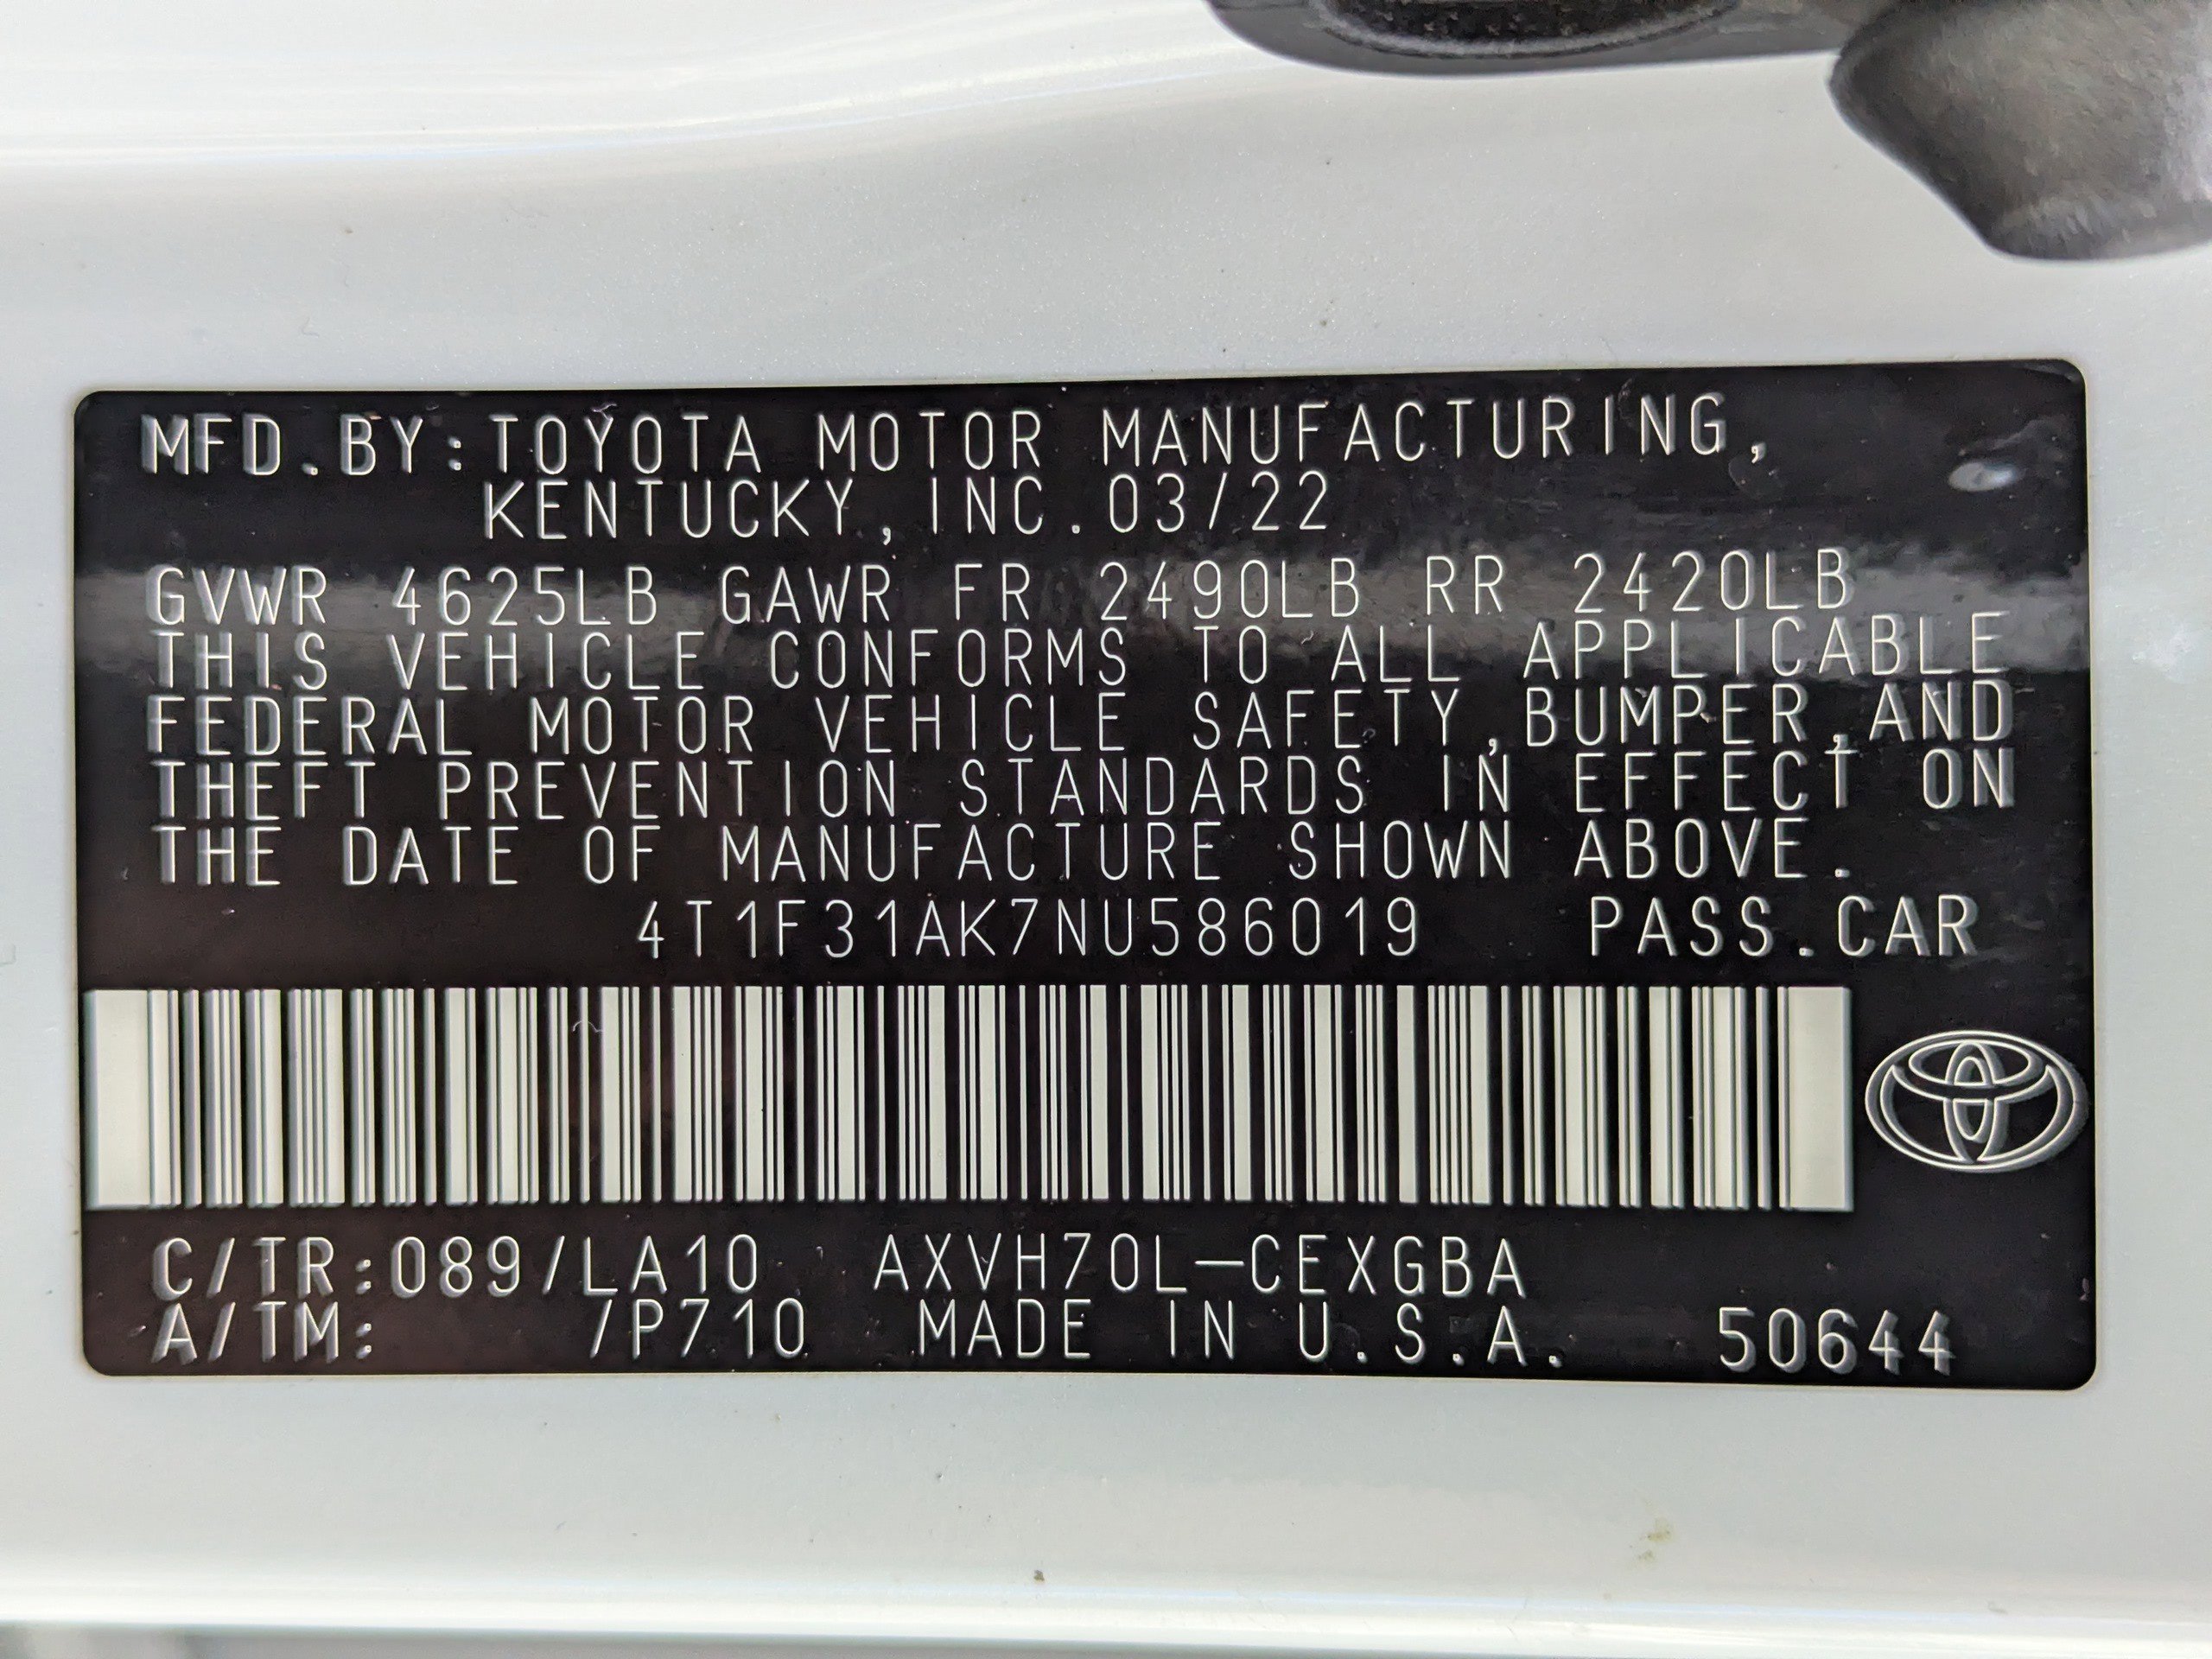 MFD.BY:TOYOTA MOTOR MANUFACTURING,
KENTUCKY,INC.03/22
GVWR 4625LB GAWR FR 2490LB RR 2420LB
THIS VEHICLE CONFORMS TO ALL APPLICABLE
FEDERAL MOTOR VEHICLE SAFETY,BUMPER,AND
THEFT PREVENTION STANDARDS IN EFFECT ON
THE DATE OF MANUFACTURE SHOWN ABOVE.
4T1F31AK7NU586019 PASS.CAR
C/TR:089/LA10 AXVH70L-CEXGBA
A/TM: /P710 MADE IN U.S.A. 50644